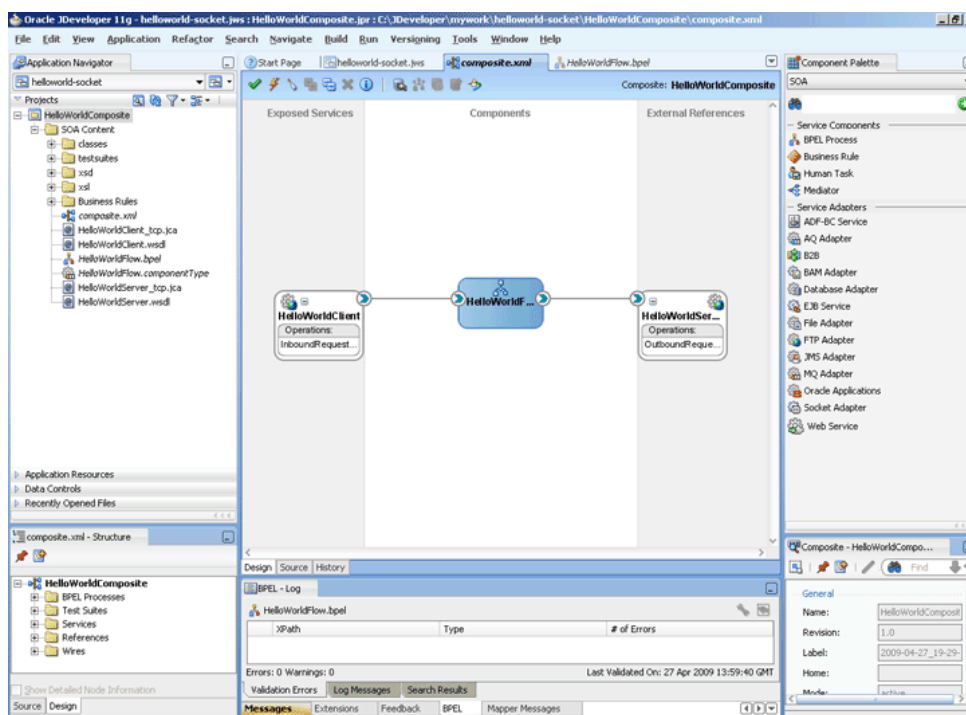 Oracle JDeveloper 11g - helloworld-socket.jws : HelloWorldComposite.jpr : C:\JDeveloper\mywork\helloworld-socket\HelloWorldComposite\composite.xml
File Edit View Application Refactor Search Navigate Build Run Versigning Tools Window Help
Application Navigator
helloworld-socket
Projects
HelloWorldComposite
SOA Content
classes
testsuites
xsd
xsl
Business Rules
composite.xml
HelloWorldClient_tcp.jca
HelloWorldClient.wsdl
HelloWorldFlow.bpel
HelloWorldFlow.componentType
HelloWorldServer_tcp.jca
HelloWorldServer.wsdl
Application Resources
Data Controls
Recently Opened Files
composite.xml - Structure
HelloWorldComposite
BPEL Processes
Test Suites
Services
References
Wires
Show Detailed Node Information
Source Design
Start Page helloworld-socket.jws composite.xml HelloWorldFlow.bpel
Composite: HelloWorldComposite
Exposed Services Components External References
HelloWorldClient
Operations:
InboundRequest...
HelloWorldF...
HelloWorldSer...
Operations:
OutboundReque...
Design Source History
BPEL - Log
HelloWorldFlow.bpel
XPath Type # of Errors
Errors: 0 Warnings: 0 Last Validated On: 27 Apr 2009 13:59:40 GMT
Validation Errors Log Messages Search Results
Messages Extensions Feedback BPEL Mapper Messages
Component Palette
SOA
Service Components
BPEL Process
Business Rule
Human Task
Mediator
Service Adapters
ADF-BC Service
AQ Adapter
B2B
BAM Adapter
Database Adapter
EJB Service
File Adapter
FTP Adapter
JMS Adapter
MQ Adapter
Oracle Applications
Socket Adapter
Web Service
Composite - HelloWorldCompo...
Find
General
Name: HelloWorldComposit
Revision: 1.0
Label: 2009-04-27_19-29-
Home:
Mode: active